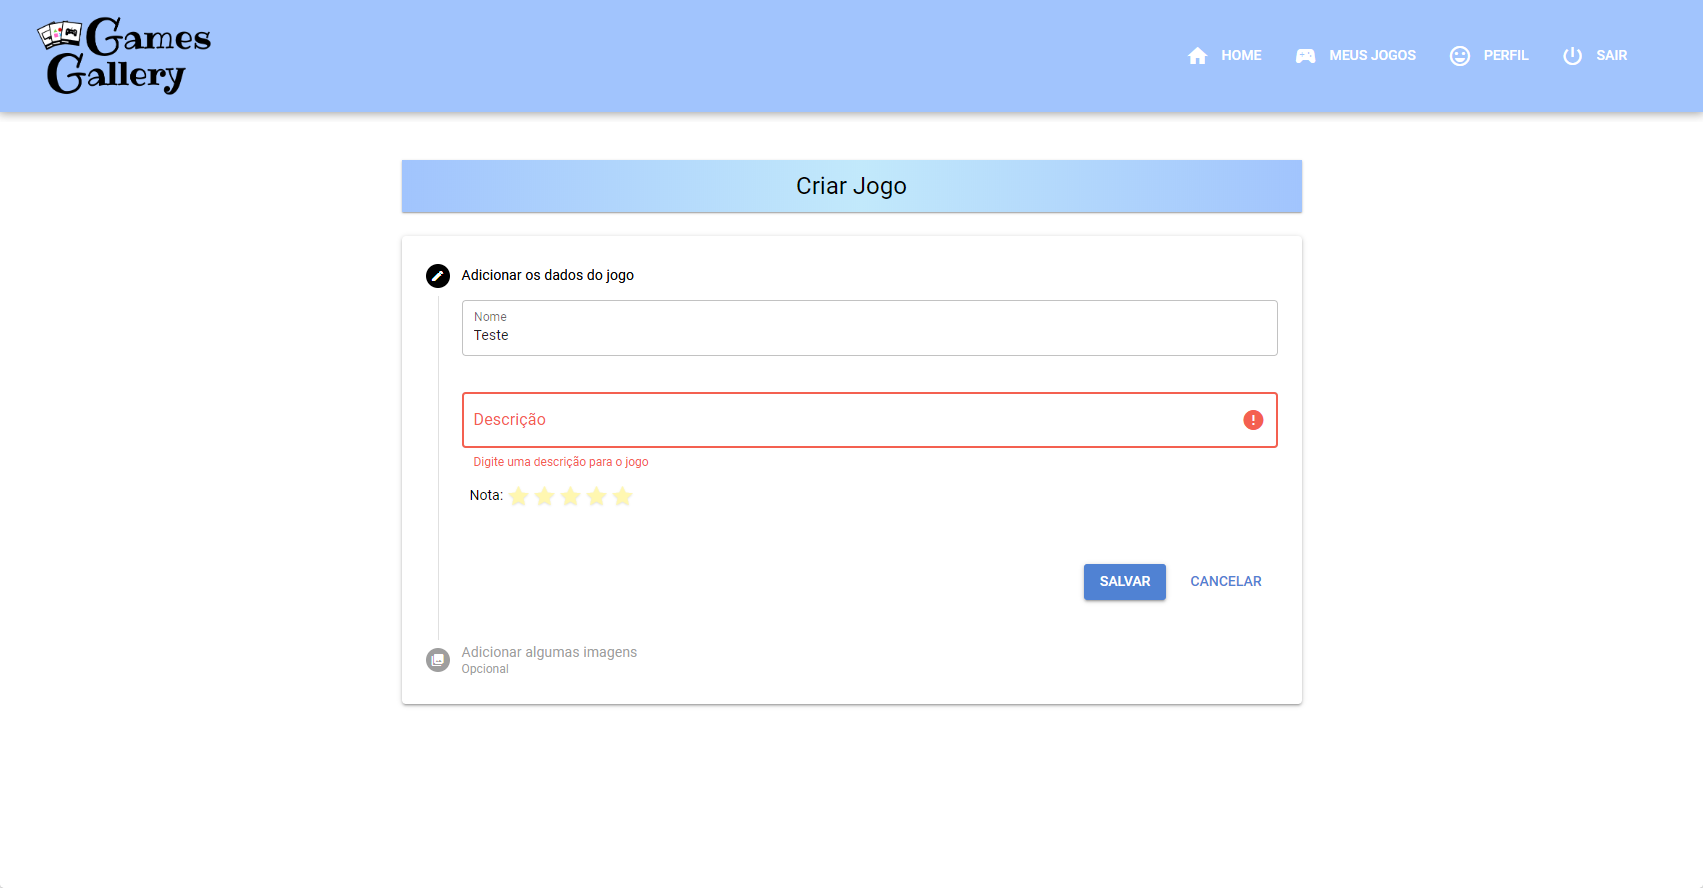 Games
Gallery
HOME
MEUS JOGOS
PERFIL
SAIR
Criar Jogo
Adicionar os dados do jogo
Nome
Teste
Descrição
Digite uma descrição para o jogo
Nota:
SALVAR
CANCELAR
Adicionar algumas imagens
Opcional